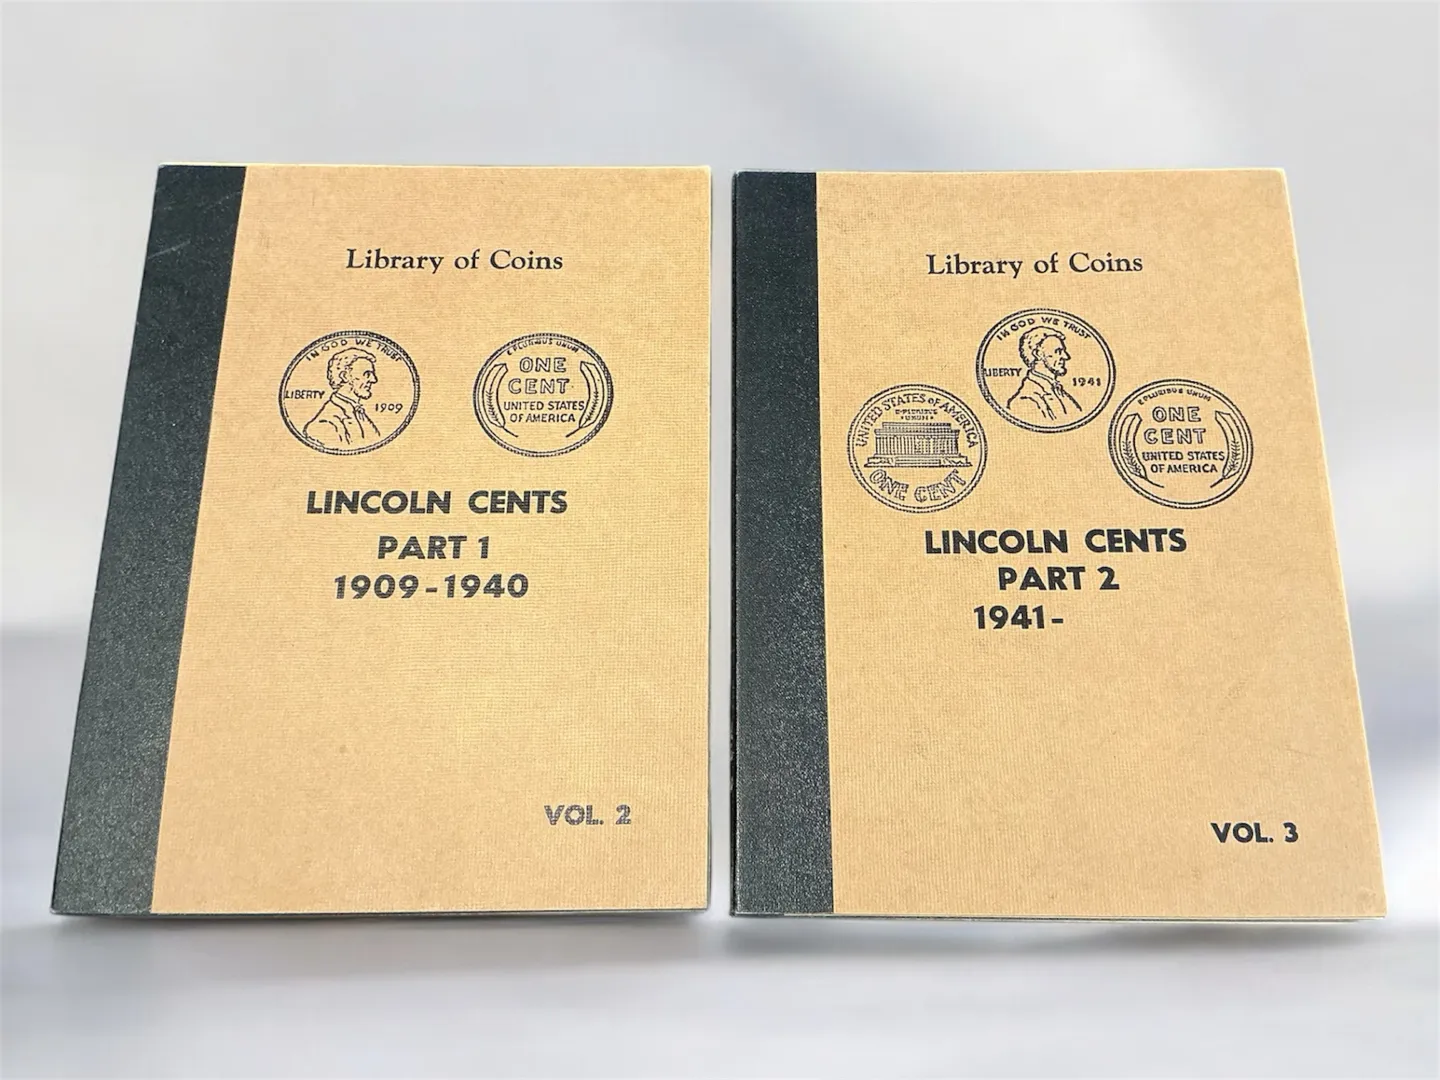 Library of Coins
IN GOD WE TRUST
LIBERTY
1909
E PLURIBUS UNUM
ONE
CENT
UNITED STATES
OF AMERICA
LINCOLN CENTS
PART 1
1909-1940
VOL. 2
Library of Coins
IN GOD WE TRUST
LIBERTY
1941
UNITED STATES OF AMERICA
E·PLURIBUS
·UNUM·
ONE CENT
E PLURIBUS UNUM
ONE
CENT
UNITED STATES
OF AMERICA
LINCOLN CENTS
PART 2
1941-
VOL. 3